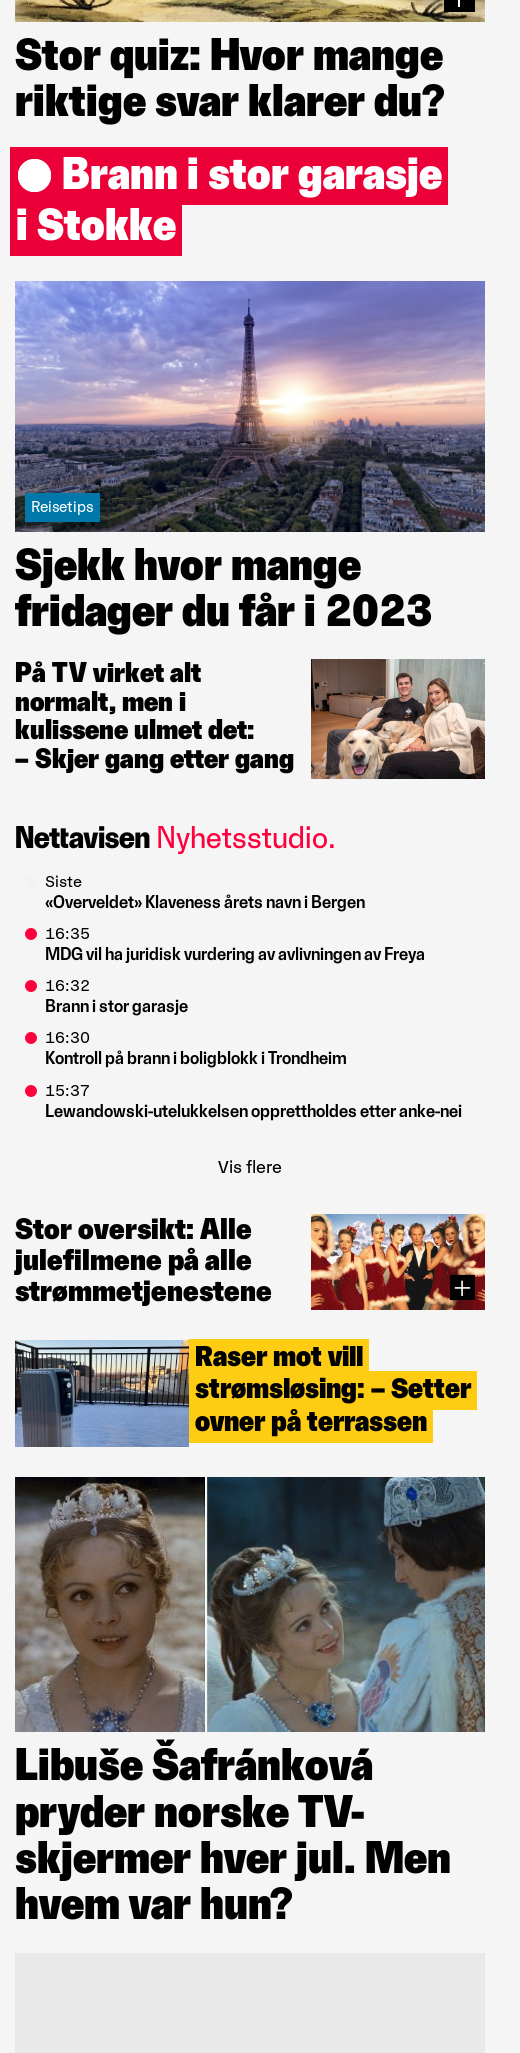 Stor quiz: Hvor mange
riktige svar klarer du?
Brann i stor garasje
i Stokke
Reisetips
Sjekk hvor mange
fridager du får i 2023
På TV virket alt
normalt, men i
kulissene ulmet det:
– Skjer gang etter gang
Nettavisen Nyhetsstudio.
Siste
«Overveldet» Klaveness årets navn i Bergen
16:35
MDG vil ha juridisk vurdering av avlivningen av Freya
16:32
Brann i stor garasje
16:30
Kontroll på brann i boligblokk i Trondheim
15:37
Lewandowski-utelukkelsen opprettholdes etter anke-nei
Vis flere
Stor oversikt: Alle
julefilmene på alle
strømmetjenestene
Raser mot vill
strømsløsing: – Setter
ovner på terrassen
Libuše Šafránková
pryder norske TV-
skjermer hver jul. Men
hvem var hun?